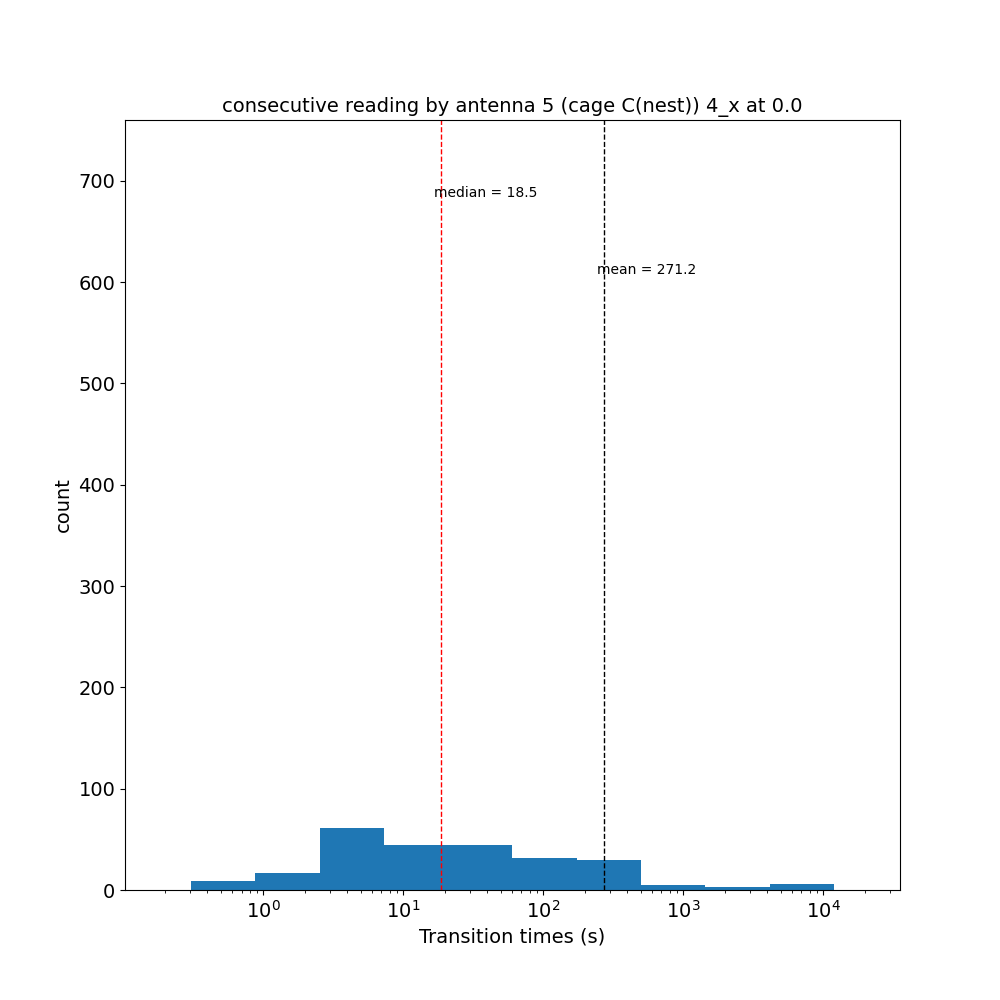 consecutive reading by antenna 5 (cage C(nest)) 4_x at 0.0
700
median = 18.5
mean = 271.2
600
500
count
400
300
200
100
0
10^0 10^1 10^2 10^3 10^4
Transition times (s)